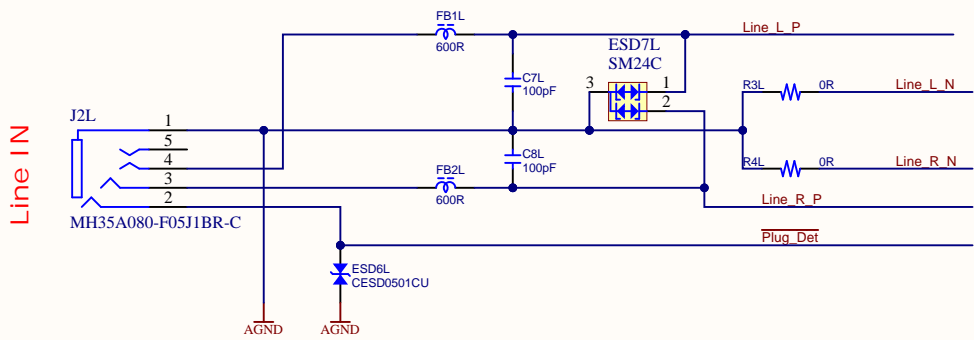 FB1L
600R
Line_L_P
ESD7L
SM24C
C7L
100pF
3
1
2
R3L
0R
Line_L_N
J2L
1
5
4
3
2
Line IN
MH35A080-F05J1BR-C
C8L
100pF
FB2L
600R
R4L
0R
Line_R_N
Line_R_P
Plug_Det
ESD6L
CESD0501CU
AGND
AGND